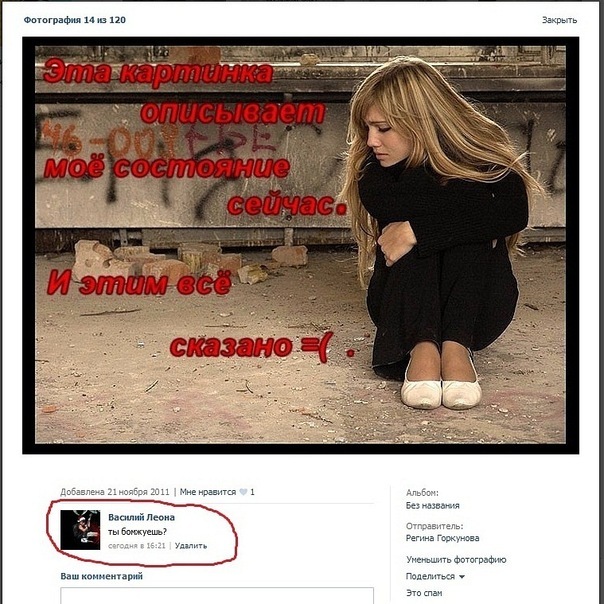 Фотография 14 из 120
Закрыть
Эта картинка
описывает
моё состояние
сейчас.
И этим всё
сказано =( .
Добавлена 21 ноября 2011 | Мне нравится 1
Василий Леона
ты бомжуешь?
сегодня в 16:21 | Удалить
Ваш комментарий
Альбом:
Без названия
Отправитель:
Регина Горкунова
Уменьшить фотографию
Поделиться
Это спам